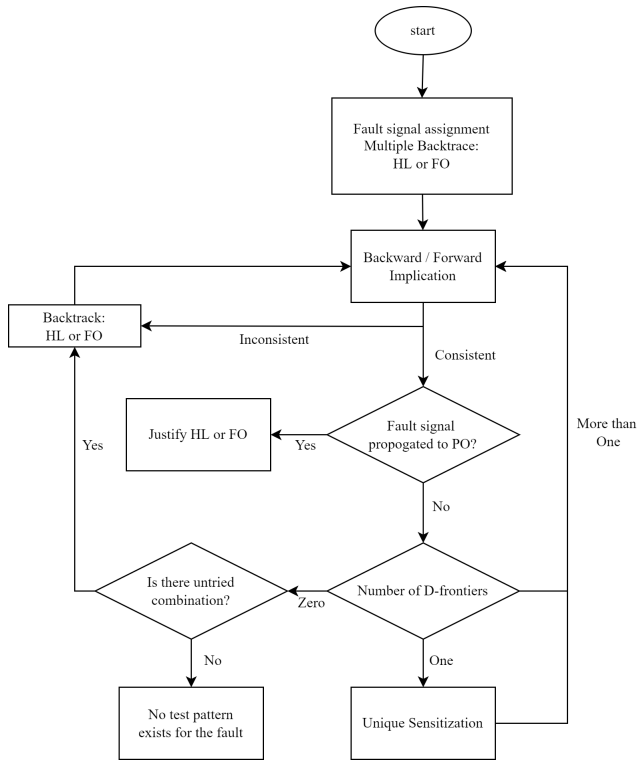 start
Fault signal assignment
Multiple Backtrace:
HL or FO
Backward / Forward
Implication
Backtrack:
HL or FO
Inconsistent
Consistent
Justify HL or FO
Yes
Fault signal
propogated to PO?
More than
One
Yes
No
Is there untried
combination?
Zero
Number of D-frontiers
No
One
No test pattern
exists for the fault
Unique Sensitization